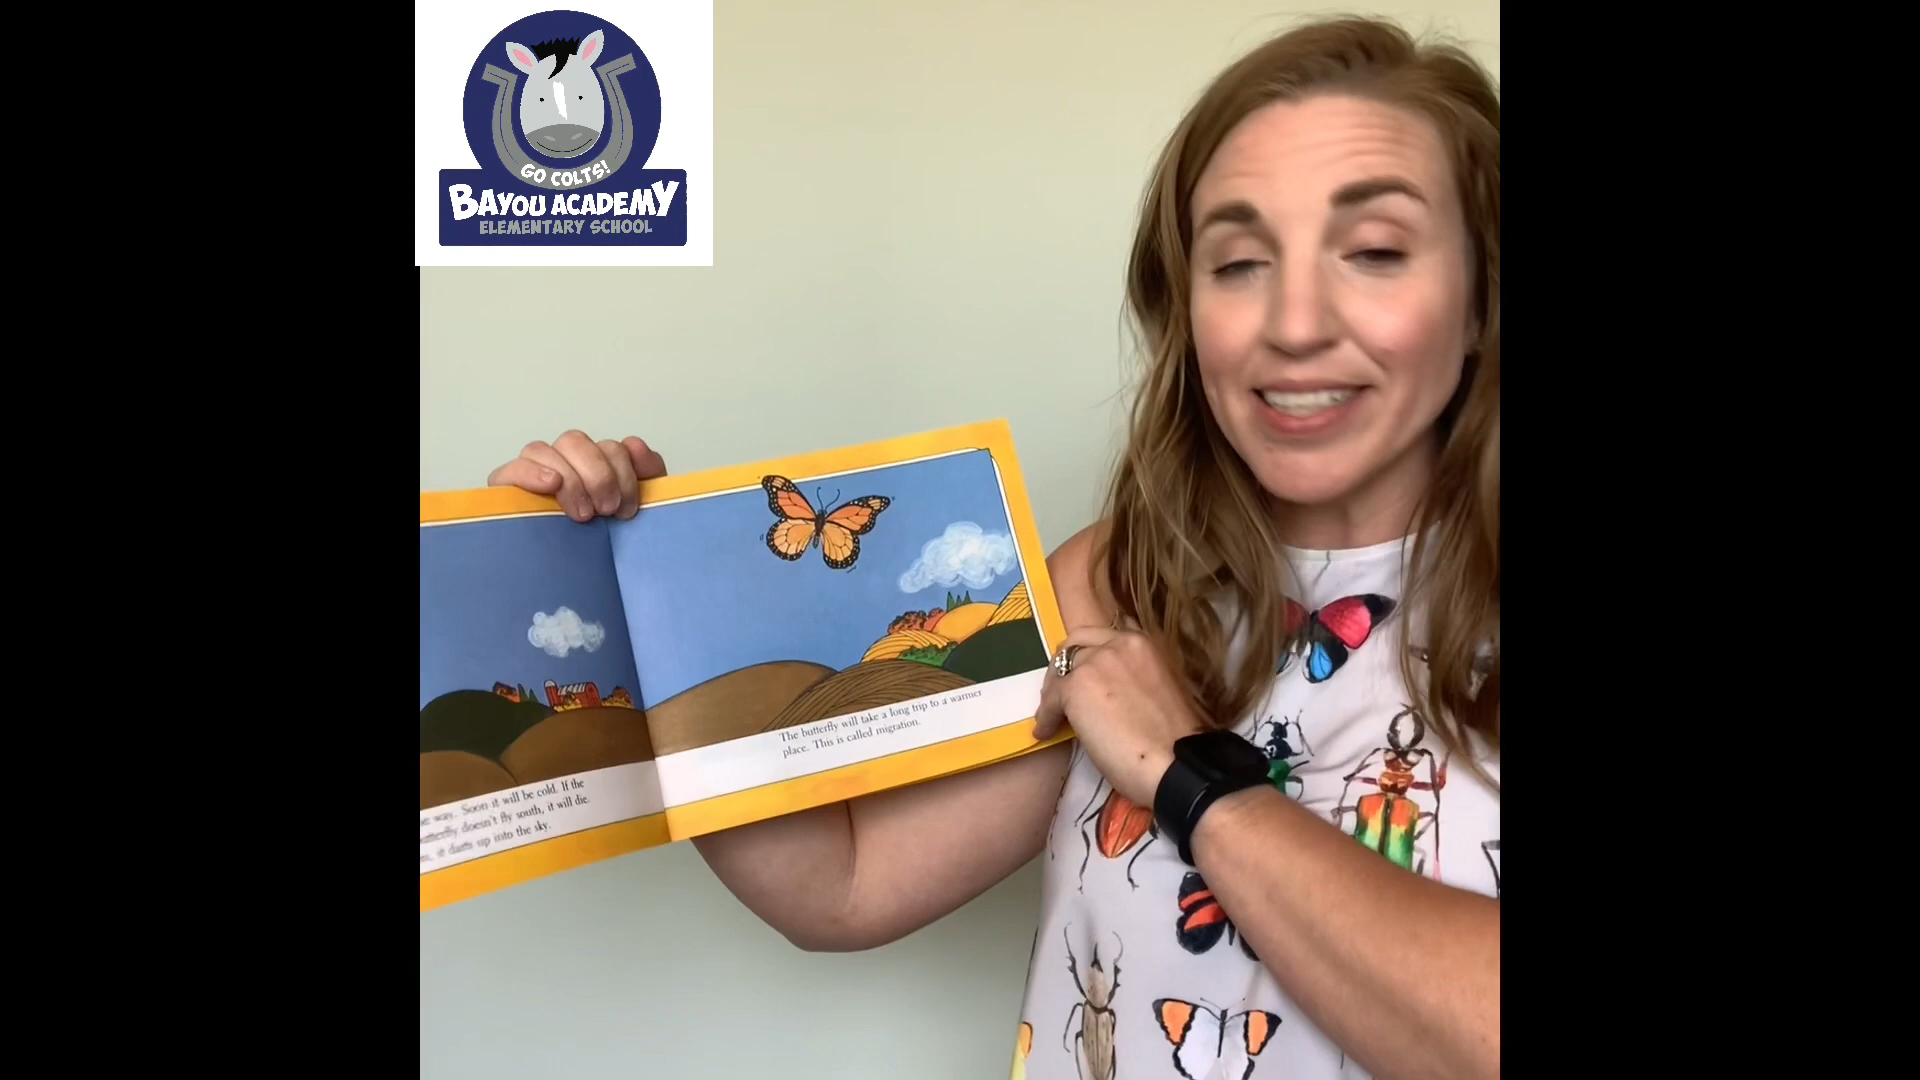 GO COLTS!
BAYOU ACADEMY
ELEMENTARY SCHOOL
way. Soon it will be cold. If the
butterfly doesn't fly south, it will die.
it darts up into the sky.
The butterfly will take a long trip to a warmer
place. This is called migration.